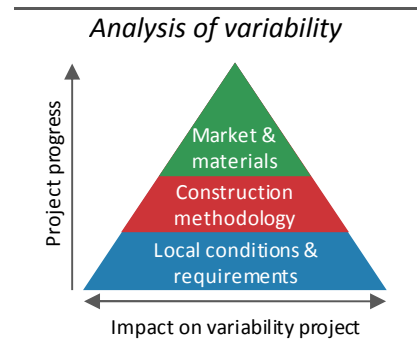 Analysis of variability
Project progress
Market &
materials
Construction
methodology
Local conditions &
requirements
Impact on variability project